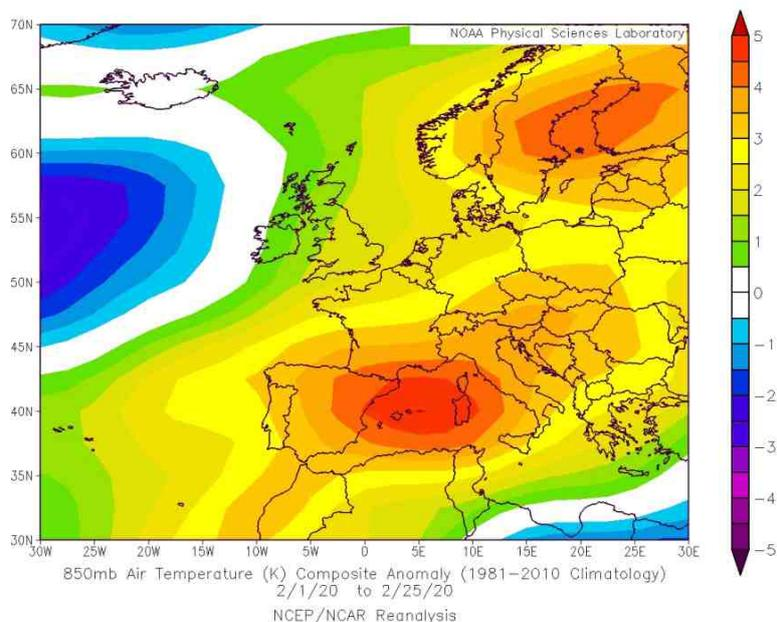 NOAA Physical Sciences Laboratory
70N
65N
60N
55N
50N
45N
40N
35N
30N
30W 25W 20W 15W 10W 5W 0 5E 10E 15E 20E 25E 30E
5
4
3
2
1
0
-1
-2
-3
-4
-5
850mb Air Temperature (K) Composite Anomaly (1981-2010 Climatology)
2/1/20 to 2/25/20
NCEP/NCAR Reanalysis